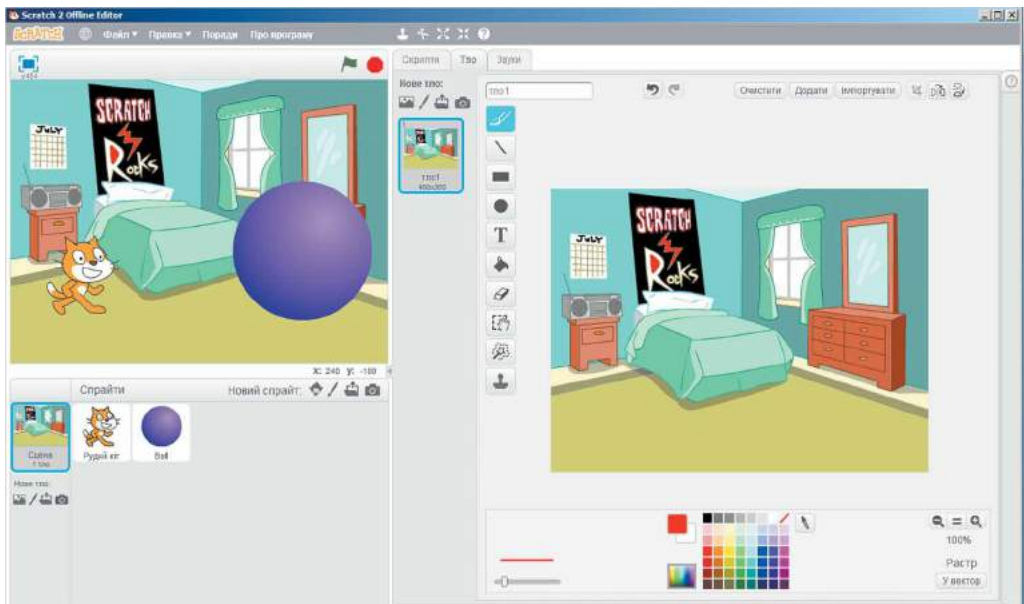 Scratch 2 Offline Editor
SCRATCH
Файл Правка Поради Про програму
v454
JULY
SCRATCH
Rocks
X: 240 y: -180
Спрайти
Новий спрайт:
Сцена
1 тло
Рудий кіт
Ball
Нове тло:
Скрипти
Тло
Звуки
Нове тло:
1
тло1
480x360
тло1
Очистити
Додати
Імпортувати
T
JULY
SCRATCH
Rocks
100%
Растр
У вектор